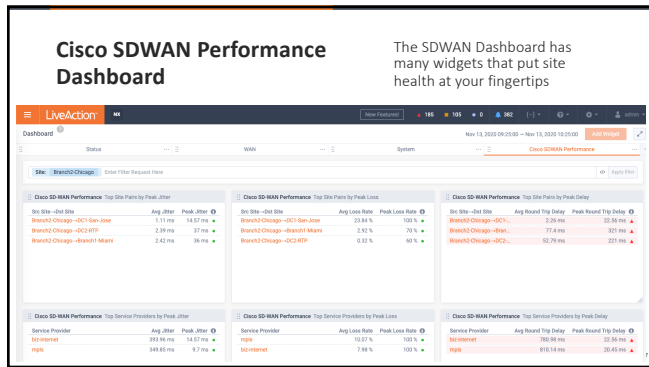 Cisco SDWAN Performance
Dashboard
The SDWAN Dashboard has
many widgets that put site
health at your fingertips
LiveAction NX New Features! 185 105 0 382 admin
Dashboard Nov 13, 2020 09:25:00 — Nov 13, 2020 10:25:00 Add Widget
Status WAN System Cisco SDWAN Performance
Site: Branch2-Chicago Enter Filter Request Here Apply Filter
Cisco SD-WAN Performance Top Site Pairs by Peak Jitter
Src Site→Dst Site Avg Jitter Peak Jitter
Branch2-Chicago→DC1-San-Jose 1.11 ms 14.57 ms
Branch2-Chicago→DC2-RTP 2.39 ms 37 ms
Branch2-Chicago→Branch1-Miami 2.42 ms 36 ms
Cisco SD-WAN Performance Top Site Pairs by Peak Loss
Src Site→Dst Site Avg Loss Rate Peak Loss Rate
Branch2-Chicago→DC1-San-Jose 23.84 % 100 %
Branch2-Chicago→Branch1-Miami 2.92 % 70 %
Branch2-Chicago→DC2-RTP 0.32 % 60 %
Cisco SD-WAN Performance Top Site Pairs by Peak Delay
Src Site→Dst Site Avg Round Trip Delay Peak Round Trip Delay
Branch2-Chicago→DC1-... 2.26 ms 22.56 ms
Branch2-Chicago→Bran... 77.4 ms 321 ms
Branch2-Chicago→DC2-... 52.79 ms 221 ms
Cisco SD-WAN Performance Top Service Providers by Peak Jitter
Service Provider Avg Jitter Peak Jitter
biz-internet 393.96 ms 14.57 ms
mpls 349.85 ms 9.7 ms
Cisco SD-WAN Performance Top Service Providers by Peak Loss
Service Provider Avg Loss Rate Peak Loss Rate
mpls 10.07 % 100 %
biz-internet 7.98 % 100 %
Cisco SD-WAN Performance Top Service Providers by Peak Delay
Service Provider Avg Round Trip Delay Peak Round Trip Delay
biz-internet 780.98 ms 22.56 ms
mpls 810.14 ms 20.45 ms